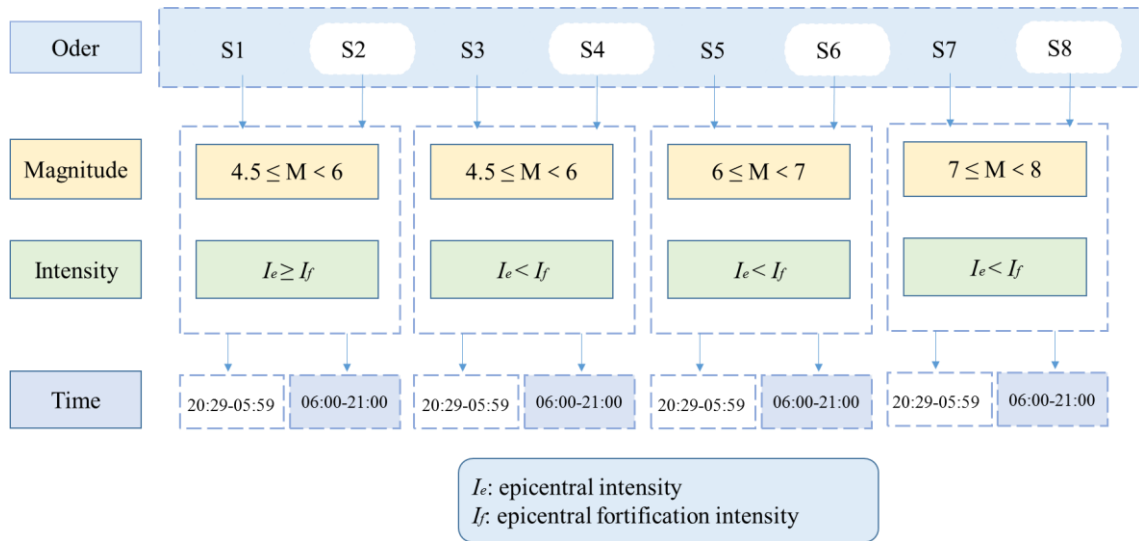 Oder S1 S2 S3 S4 S5 S6 S7 S8
Magnitude 4.5 ≤ M < 6 4.5 ≤ M < 6 6 ≤ M < 7 7 ≤ M < 8
Intensity Ie ≥ If Ie < If Ie < If Ie < If
Time 20:29-05:59 06:00-21:00 20:29-05:59 06:00-21:00 20:29-05:59 06:00-21:00 20:29-05:59 06:00-21:00
Ie: epicentral intensity
If: epicentral fortification intensity